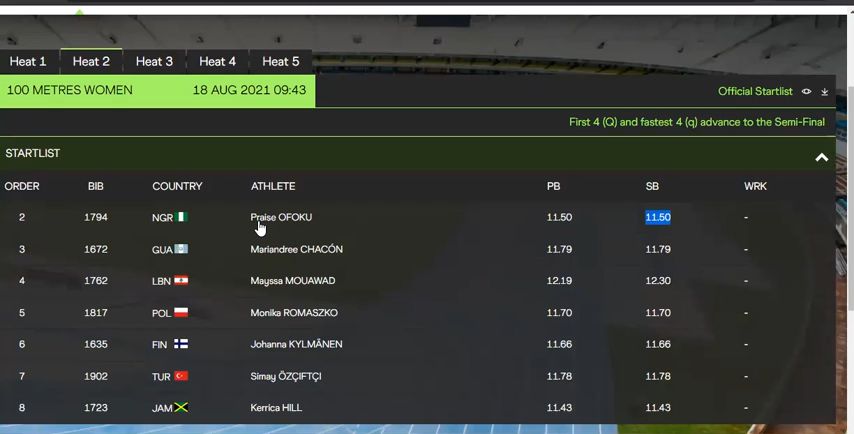 Heat 1 Heat 2 Heat 3 Heat 4 Heat 5
100 METRES WOMEN 18 AUG 2021 09:43 Official Startlist
First 4 (Q) and fastest 4 (q) advance to the Semi-Final
STARTLIST
ORDER BIB COUNTRY ATHLETE PB SB WRK
2 1794 NGR Praise OFOKU 11.50 11.50 -
3 1672 GUA Mariandree CHACÓN 11.79 11.79 -
4 1762 LBN Mayssa MOUAWAD 12.19 12.30 -
5 1817 POL Monika ROMASZKO 11.70 11.70 -
6 1635 FIN Johanna KYLMÄNEN 11.66 11.66 -
7 1902 TUR Simay ÖZÇIFTÇI 11.78 11.78 -
8 1723 JAM Kerrica HILL 11.43 11.43 -